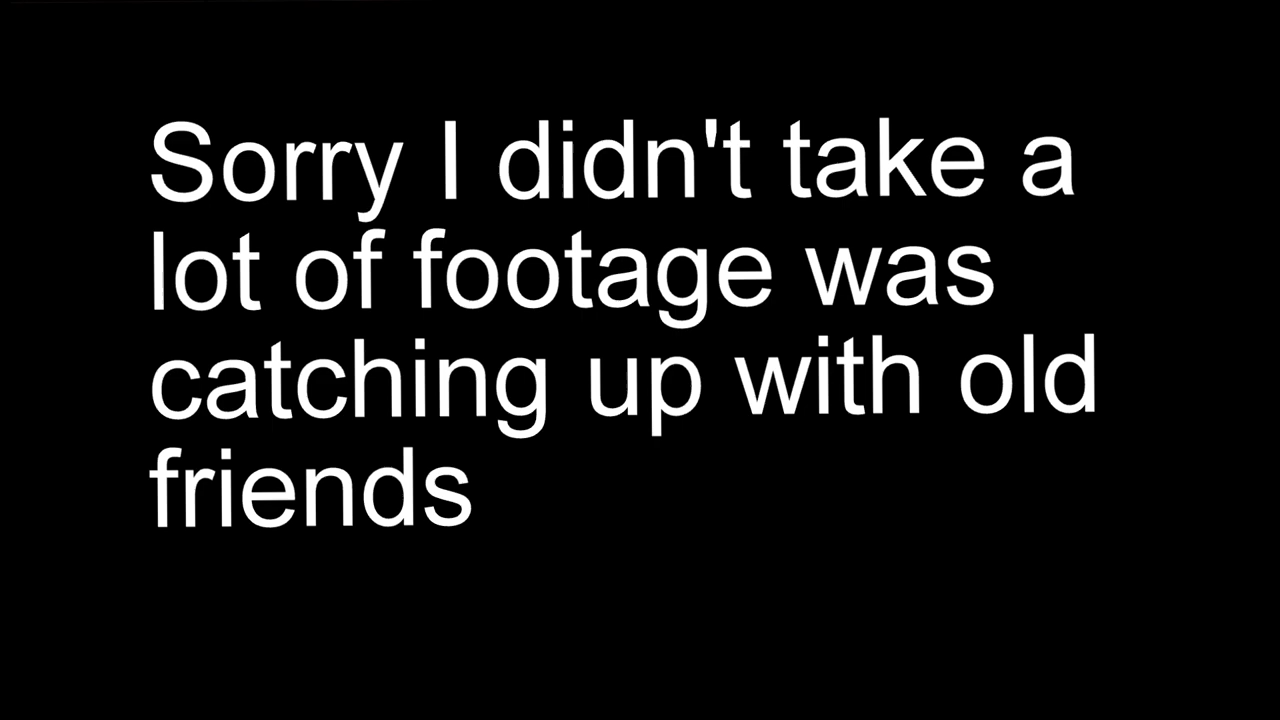 Sorry I didn't take a
lot of footage was
catching up with old
friends